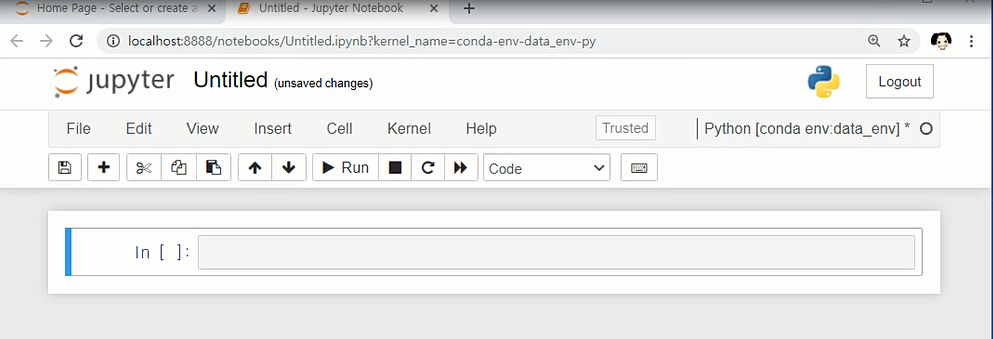 Home Page - Select or create a
Untitled - Jupyter Notebook
localhost:8888/notebooks/Untitled.ipynb?kernel_name=conda-env-data_env-py
jupyter Untitled (unsaved changes)
Logout
File Edit View Insert Cell Kernel Help
Trusted
Python [conda env:data_env] *
Run
Code
In [ ]: